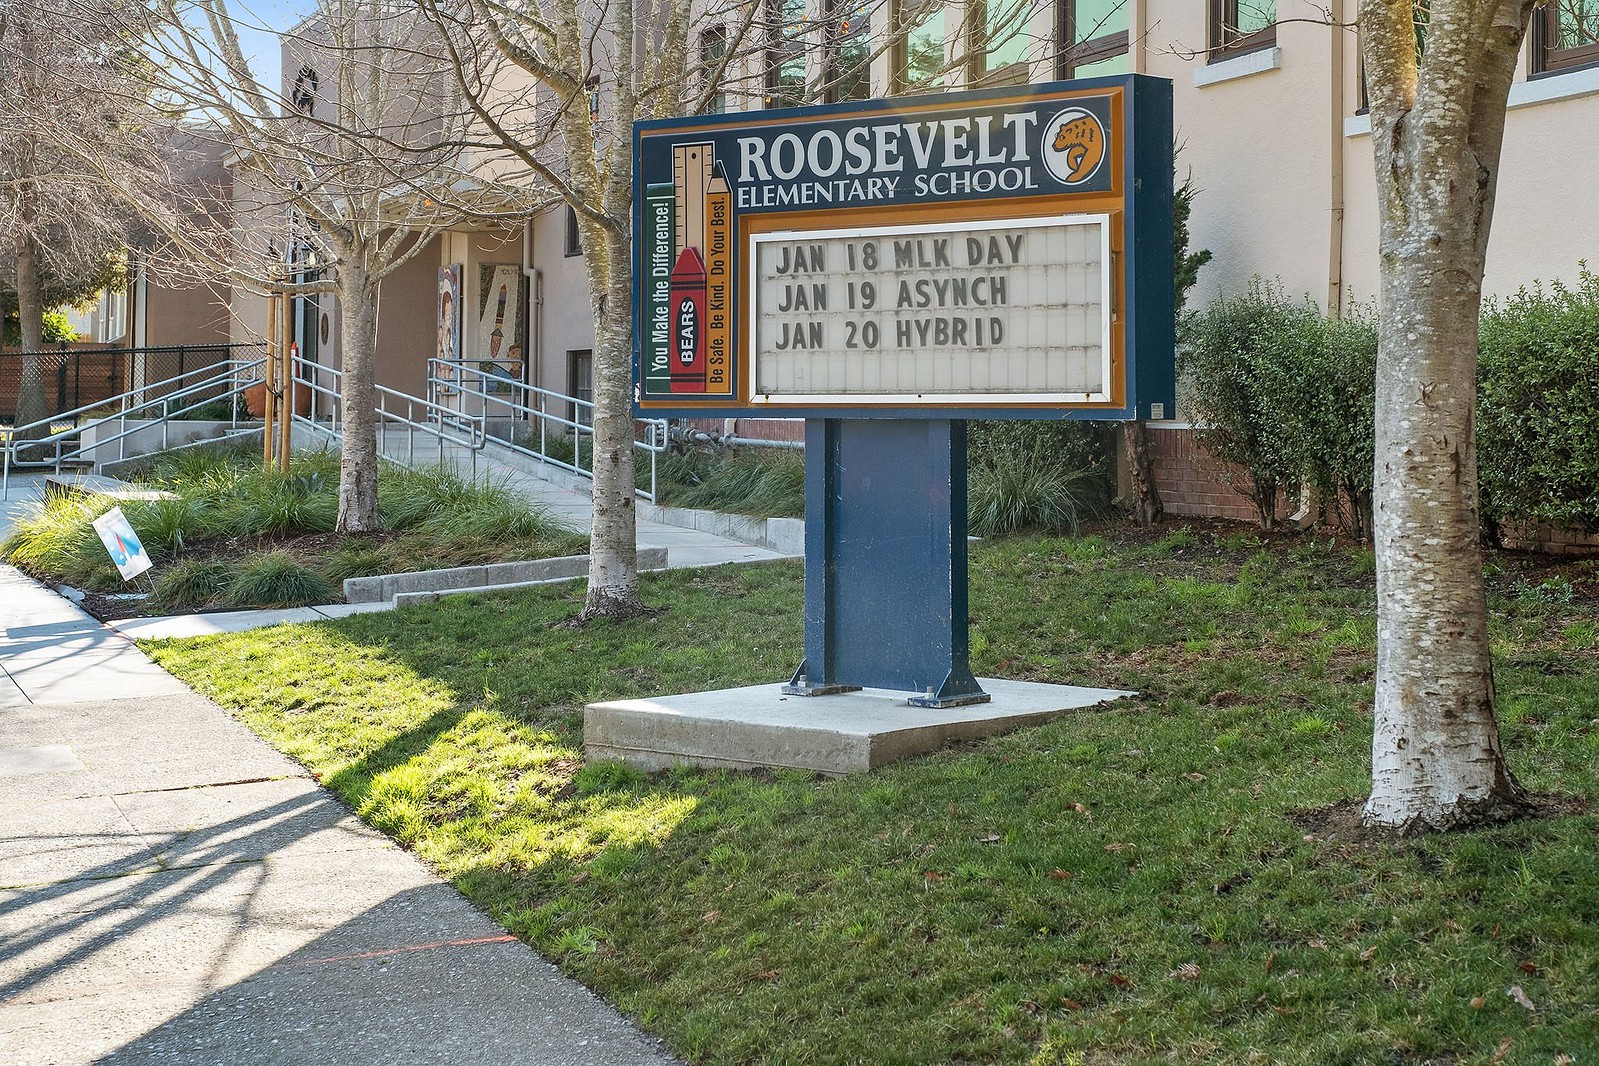 ROOSEVELT
ELEMENTARY SCHOOL
You Make the Difference!
BEARS
Be Safe. Be Kind. Do Your Best.
JAN 18 MLK DAY
JAN 19 ASYNCH
JAN 20 HYBRID